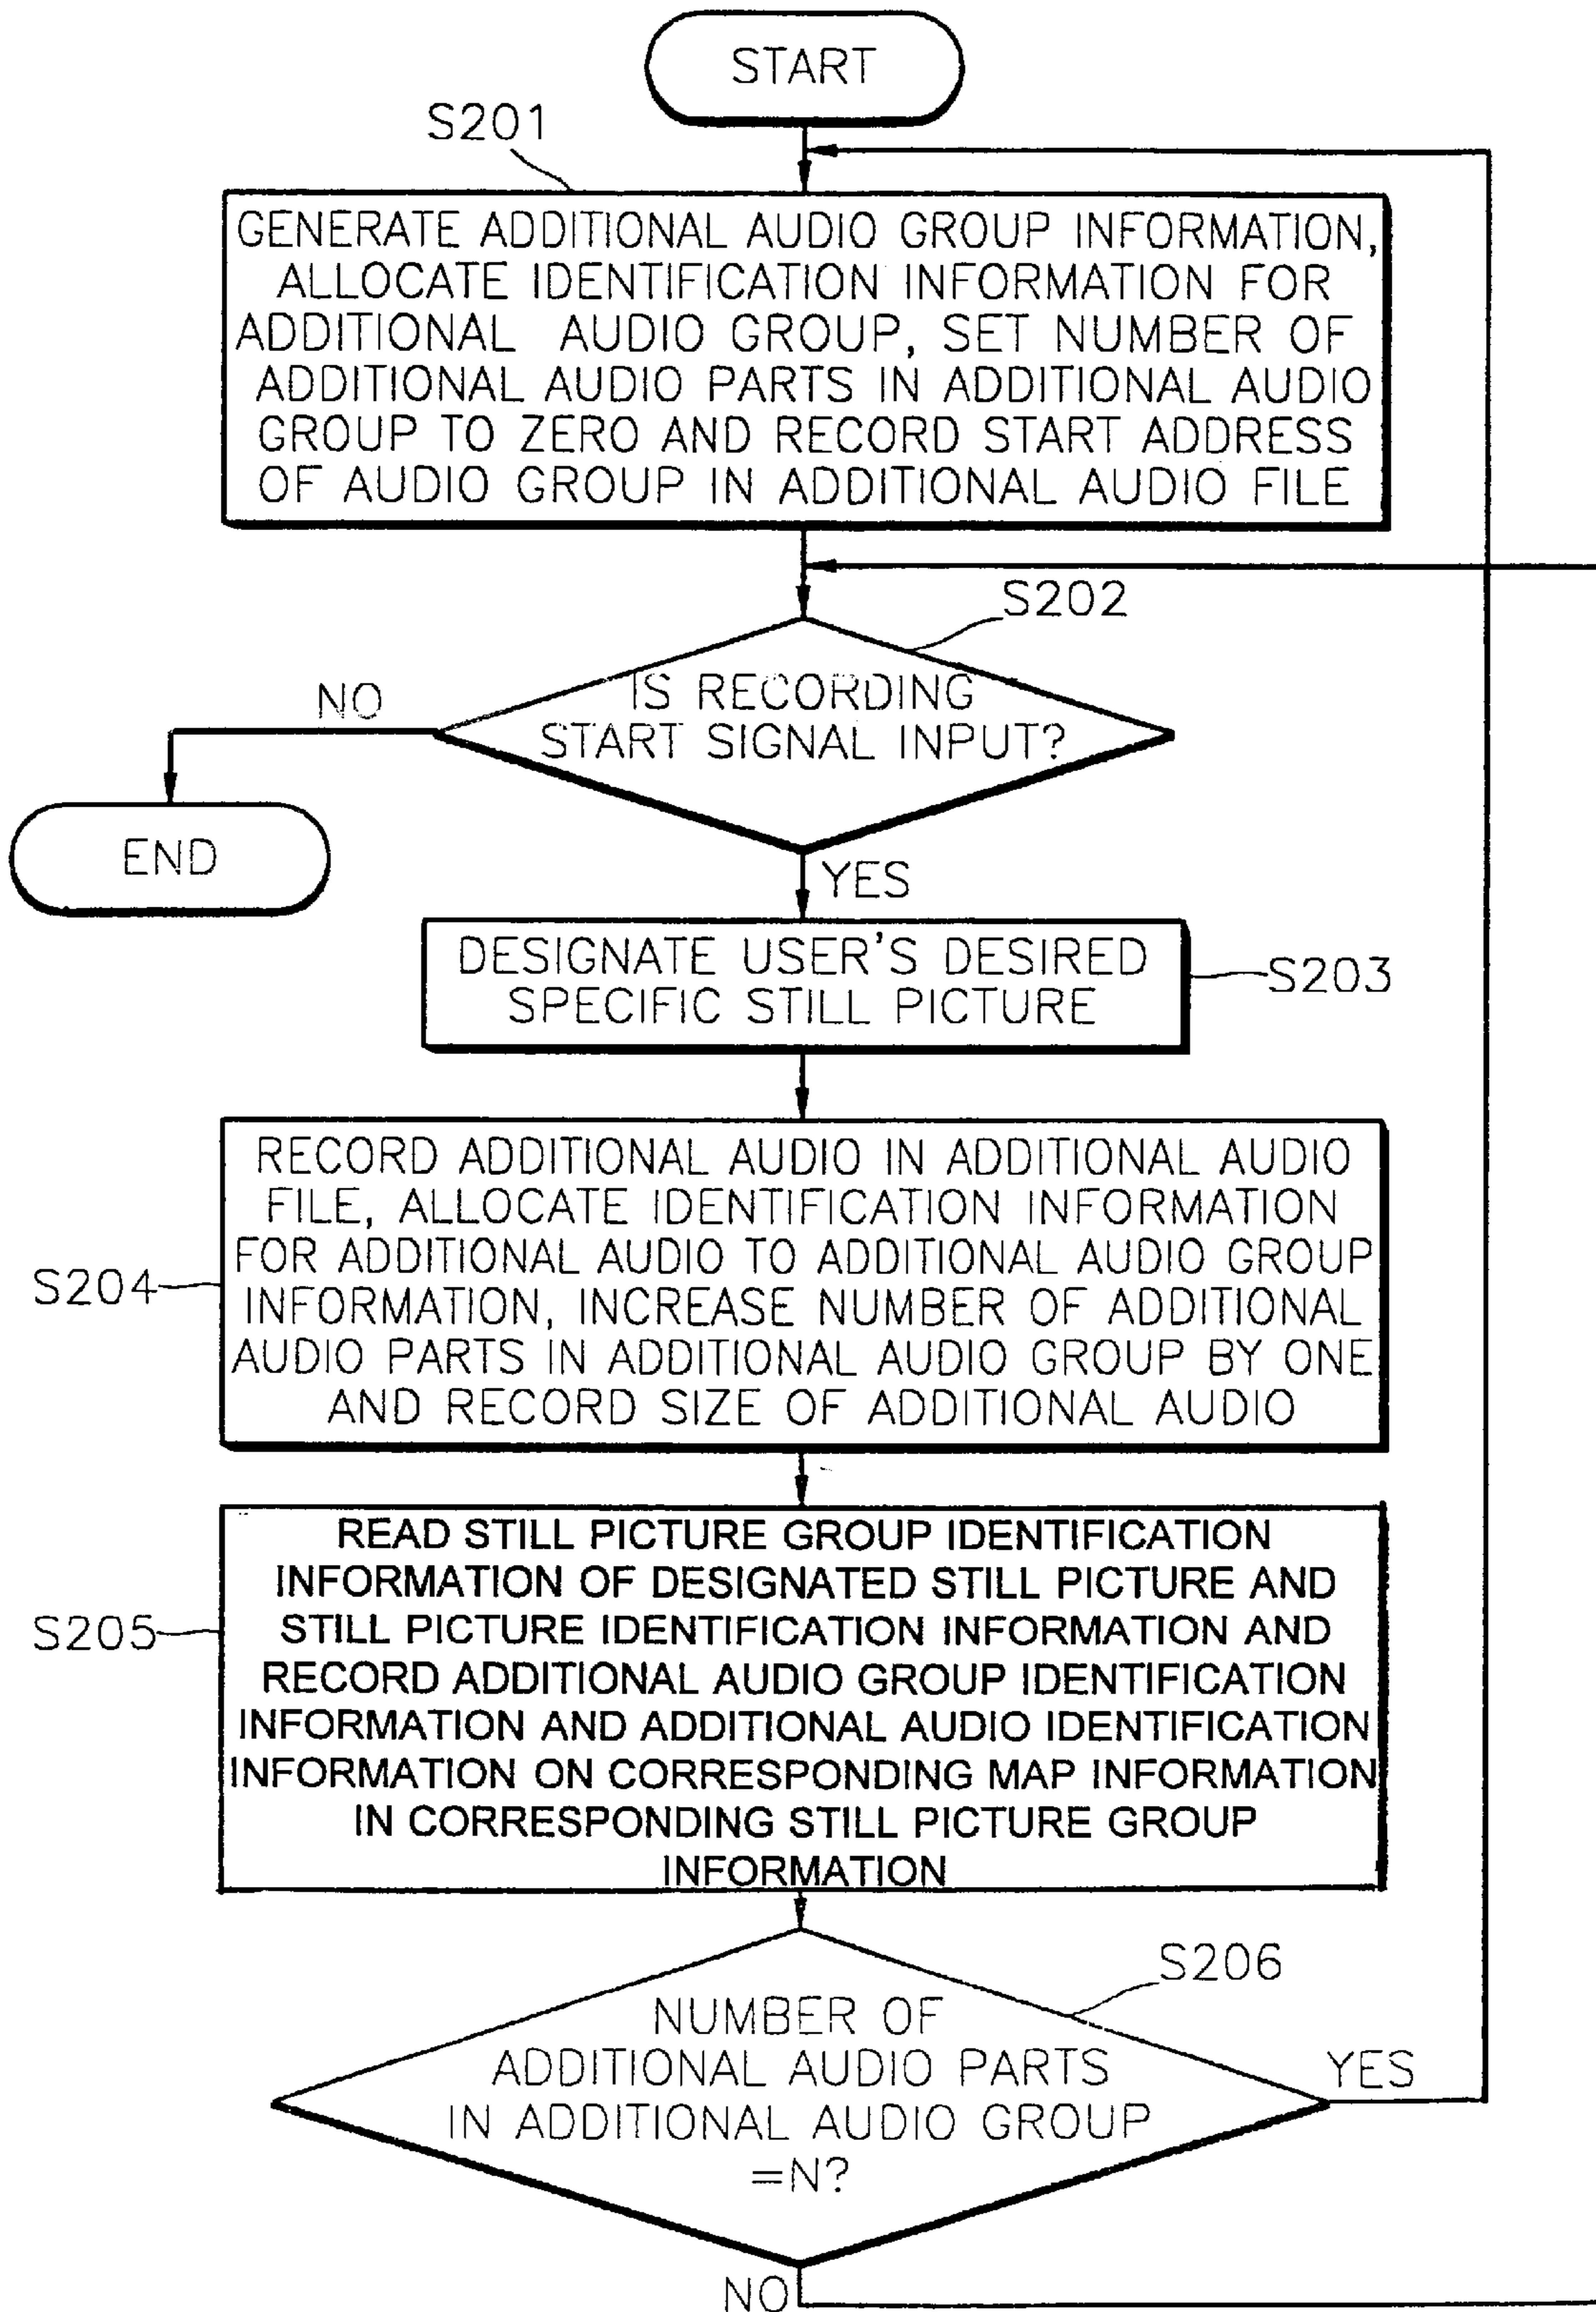 START
S201
GENERATE ADDITIONAL AUDIO GROUP INFORMATION,
ALLOCATE IDENTIFICATION INFORMATION FOR
ADDITIONAL AUDIO GROUP, SET NUMBER OF
ADDITIONAL AUDIO PARTS IN ADDITIONAL AUDIO
GROUP TO ZERO AND RECORD START ADDRESS
OF AUDIO GROUP IN ADDITIONAL AUDIO FILE
S202
IS RECORDING
START SIGNAL INPUT?
NO
END
YES
DESIGNATE USER'S DESIRED
SPECIFIC STILL PICTURE
S203
RECORD ADDITIONAL AUDIO IN ADDITIONAL AUDIO
FILE, ALLOCATE IDENTIFICATION INFORMATION
FOR ADDITIONAL AUDIO TO ADDITIONAL AUDIO GROUP
INFORMATION, INCREASE NUMBER OF ADDITIONAL
AUDIO PARTS IN ADDITIONAL AUDIO GROUP BY ONE
AND RECORD SIZE OF ADDITIONAL AUDIO
S204
READ STILL PICTURE GROUP IDENTIFICATION
INFORMATION OF DESIGNATED STILL PICTURE AND
STILL PICTURE IDENTIFICATION INFORMATION AND
RECORD ADDITIONAL AUDIO GROUP IDENTIFICATION
INFORMATION AND ADDITIONAL AUDIO IDENTIFICATION
INFORMATION ON CORRESPONDING MAP INFORMATION
IN CORRESPONDING STILL PICTURE GROUP
INFORMATION
S205
S206
NUMBER OF
ADDITIONAL AUDIO PARTS
IN ADDITIONAL AUDIO GROUP
=N?
YES
NO